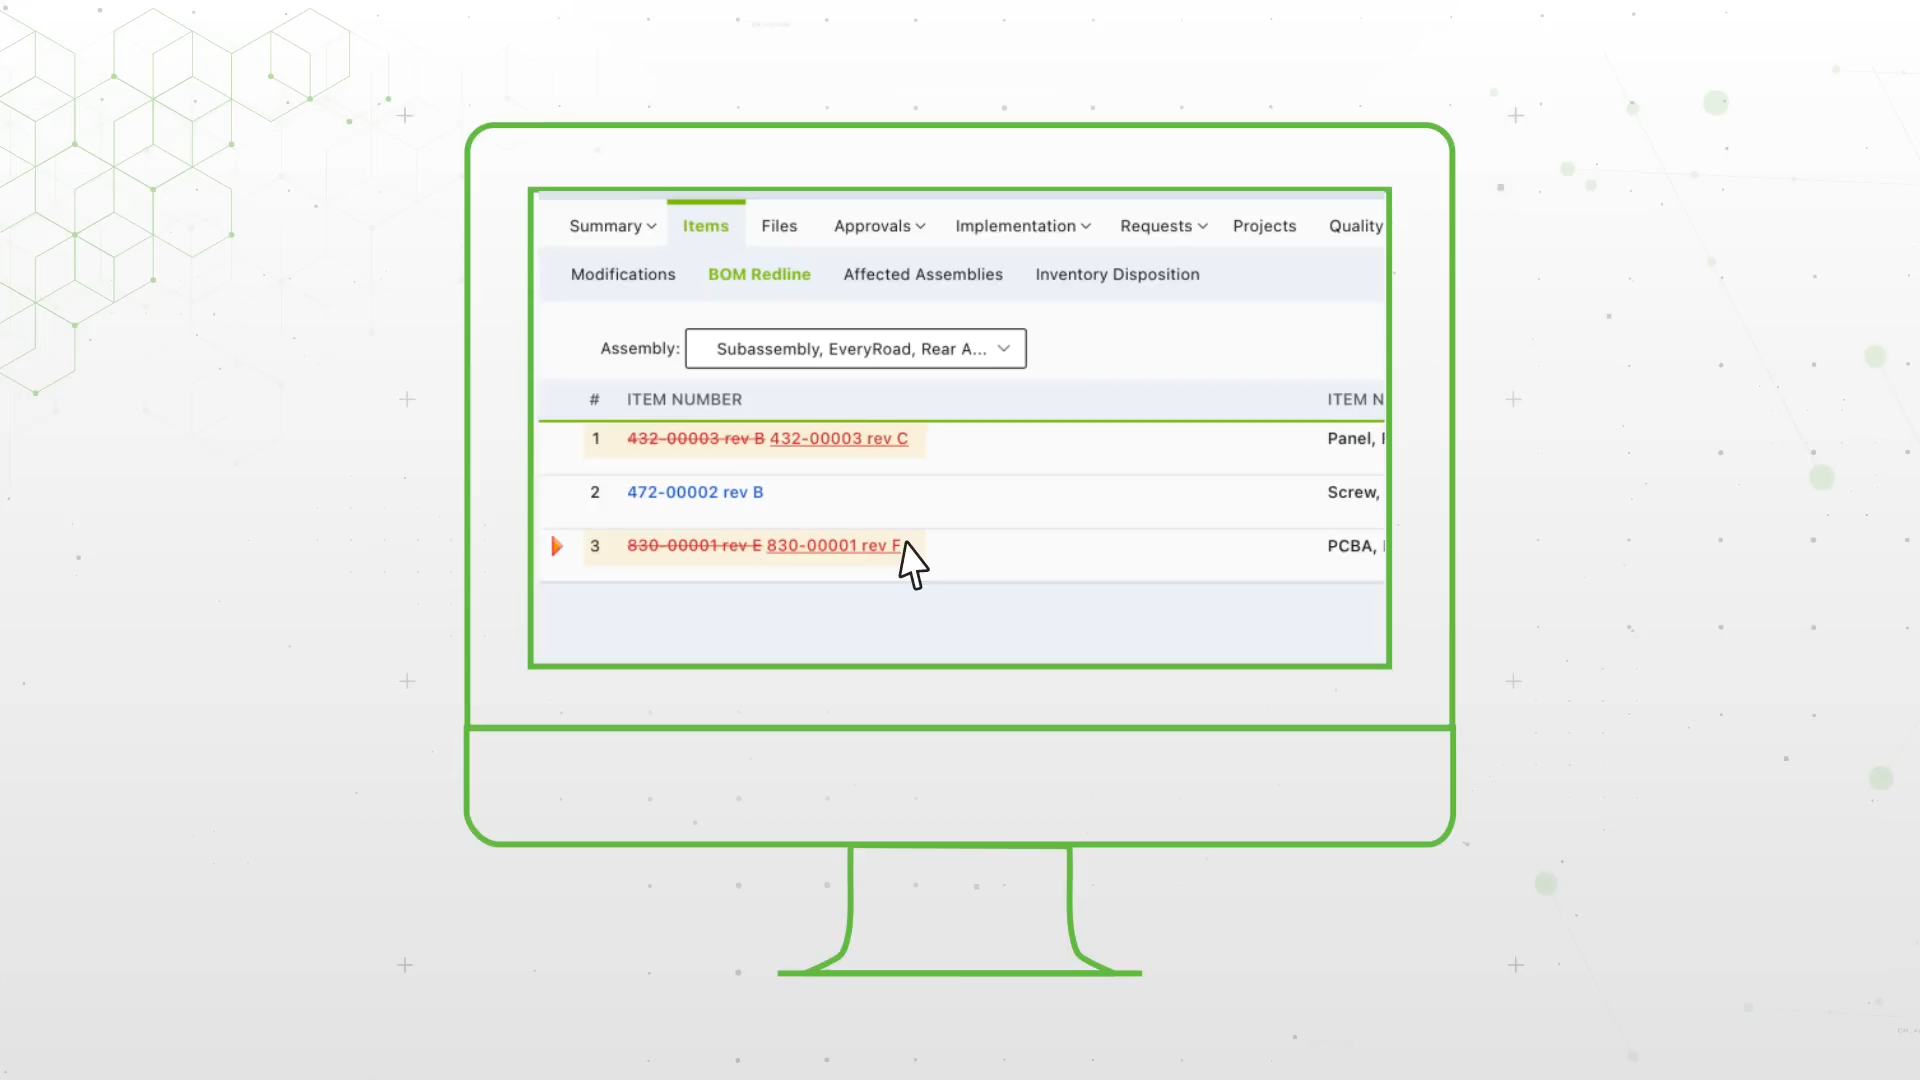 Summary Items Files Approvals Implementation Requests Projects Quality
Modifications BOM Redline Affected Assemblies Inventory Disposition
Assembly: Subassembly, EveryRoad, Rear A...
# ITEM NUMBER ITEM N
1 432-00003 rev B 432-00003 rev C Panel,
2 472-00002 rev B Screw,
3 830-00001 rev E 830-00001 rev F PCBA,